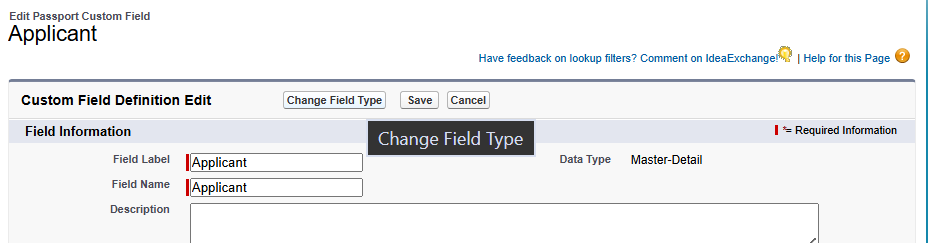 Edit Passport Custom Field
Applicant
Have feedback on lookup filters? Comment on IdeaExchange! | Help for this Page ?
Custom Field Definition Edit Change Field Type Save Cancel
Field Information *= Required Information
Change Field Type
Field Label Applicant Data Type Master-Detail
Field Name Applicant
Description